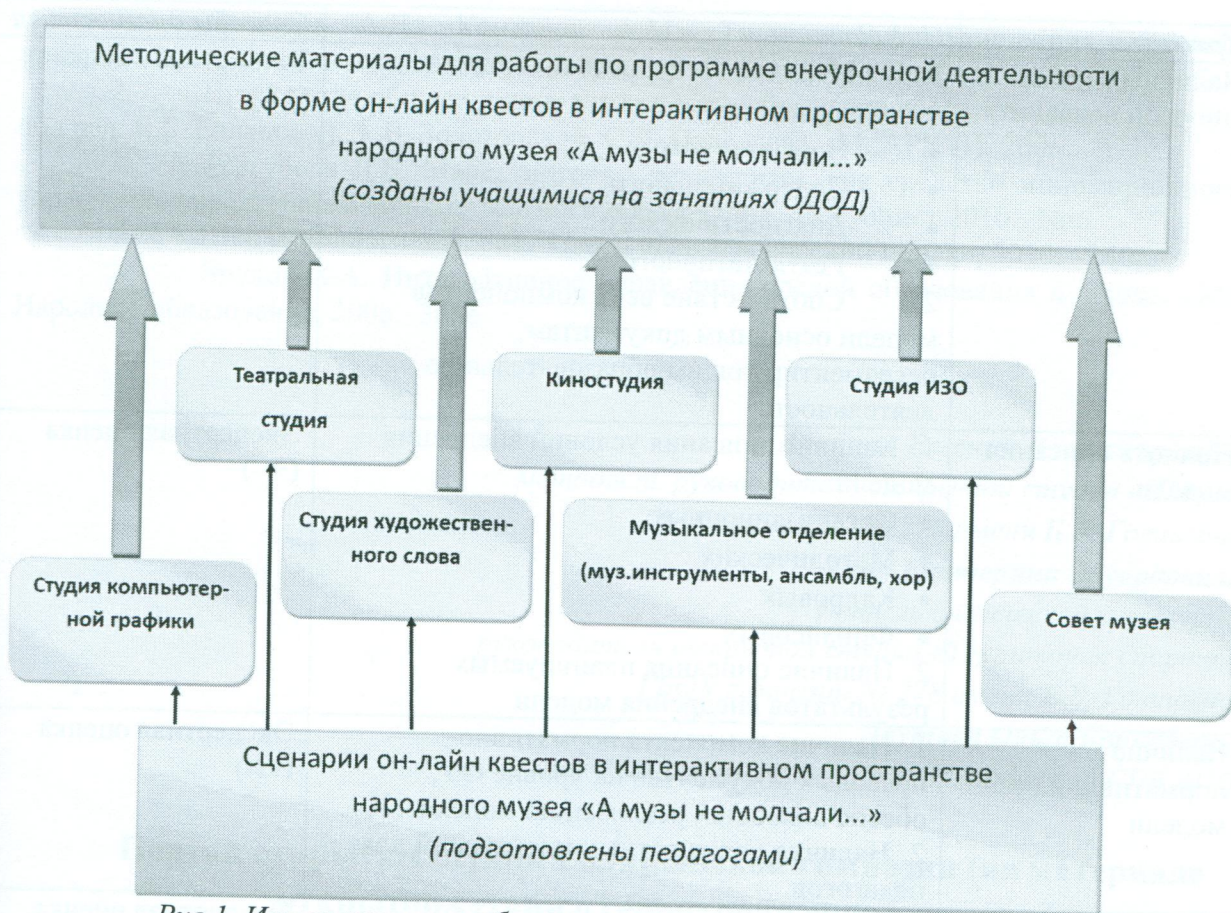 Методические материалы для работы по программе внеурочной деятельности
в форме он-лайн квестов в интерактивном пространстве
народного музея «А музы не молчали...»
(созданы учащимися на занятиях ОДОД)
Театральная
студия
Киностудия
Студия ИЗО
Студия художествен-
ного слова
Музыкальное отделение
(муз.инструменты, ансамбль, хор)
Студия компьютер-
ной графики
Совет музея
Сценарии он-лайн квестов в интерактивном пространстве
народного музея «А музы не молчали...»
(подготовлены педагогами)